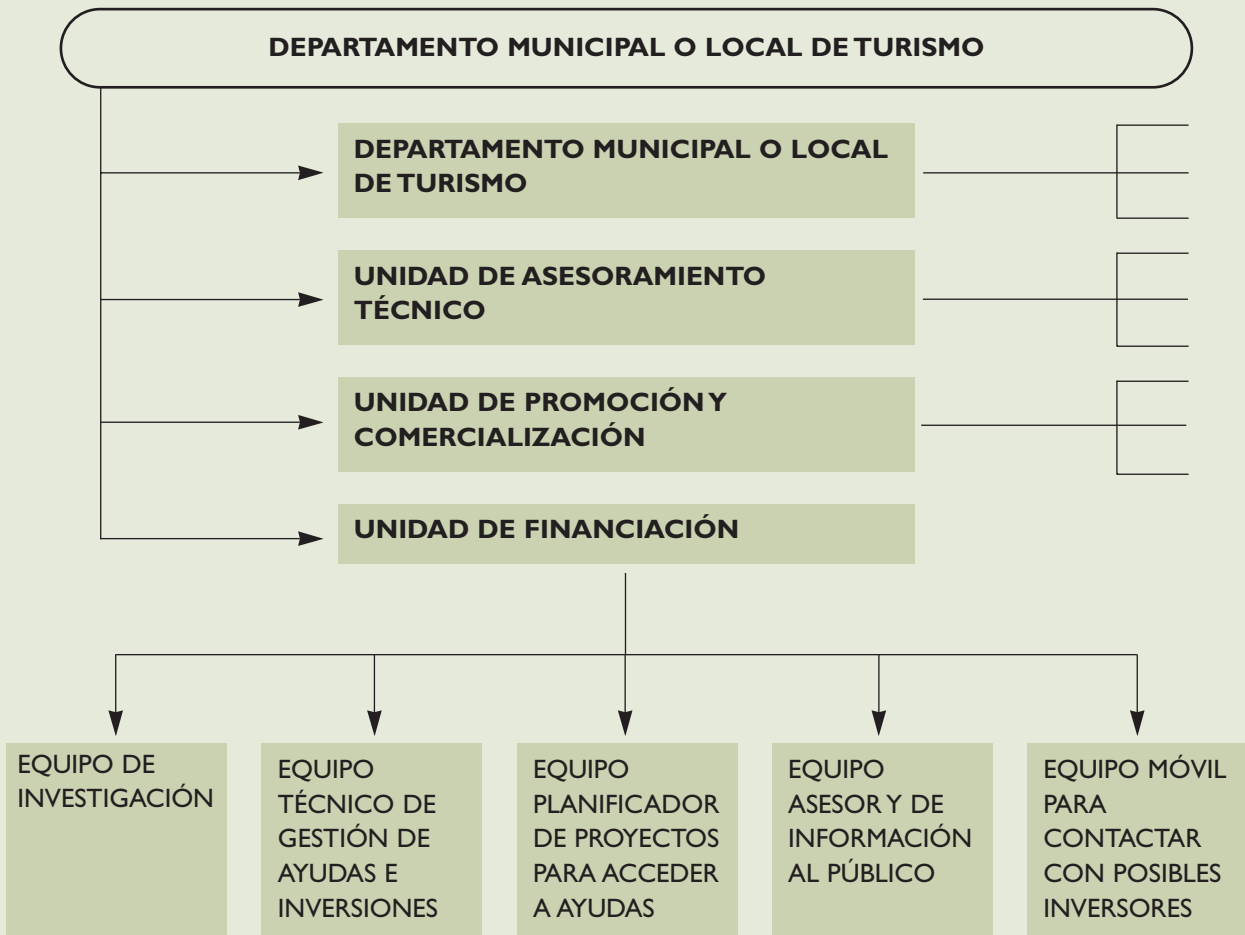 DEPARTAMENTO MUNICIPAL O LOCAL DE TURISMO
DEPARTAMENTO MUNICIPAL O LOCAL
DE TURISMO
UNIDAD DE ASESORAMIENTO
TÉCNICO
UNIDAD DE PROMOCIÓN Y
COMERCIALIZACIÓN
UNIDAD DE FINANCIACIÓN
EQUIPO DE
INVESTIGACIÓN
EQUIPO
TÉCNICO DE
GESTIÓN DE
AYUDAS E
INVERSIONES
EQUIPO
PLANIFICADOR
DE PROYECTOS
PARA ACCEDER
A AYUDAS
EQUIPO
ASESOR Y DE
INFORMACIÓN
AL PÚBLICO
EQUIPO MÓVIL
PARA
CONTACTAR
CON POSIBLES
INVERSORES